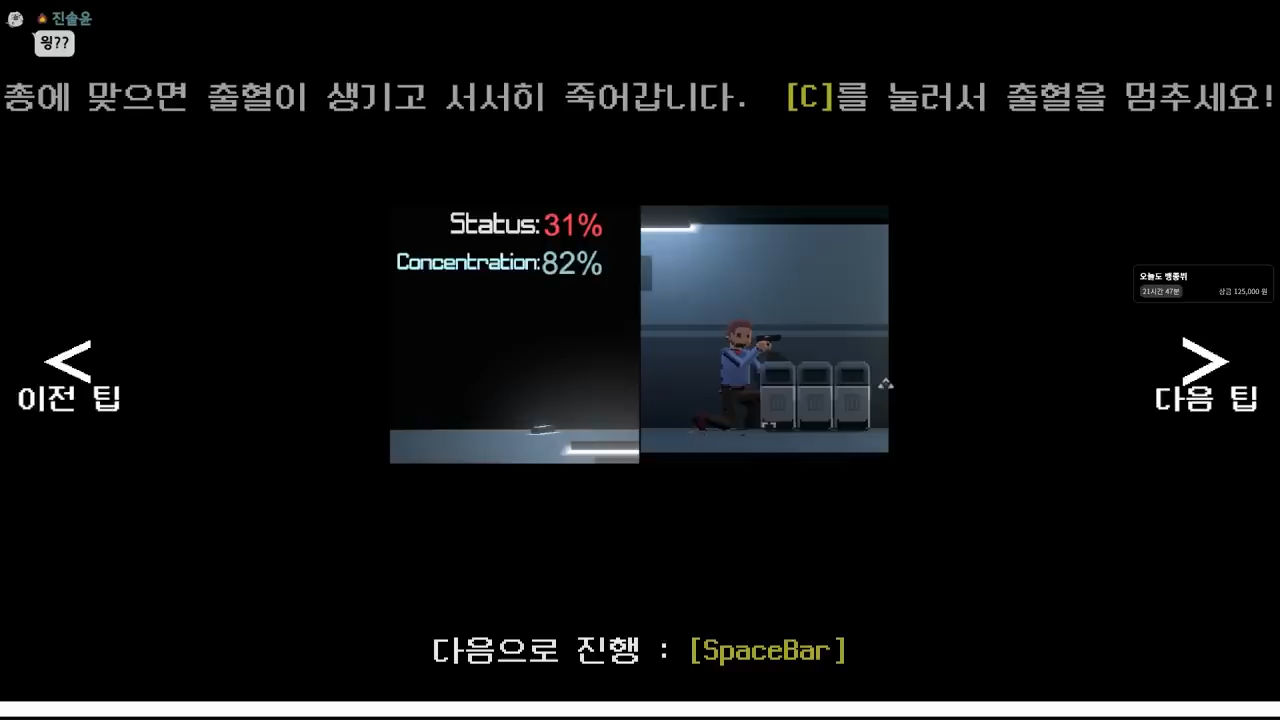 진솔윤
윙??
총에 맞으면 출혈이 생기고 서서히 죽어갑니다. [C]를 눌러서 출혈을 멈추세요!
Status:31%
Concentration:82%
오늘도 뱅종뷔
21시간 47분 상금 125,000 원
< 이전 팁
> 다음 팁
다음으로 진행 : [SpaceBar]